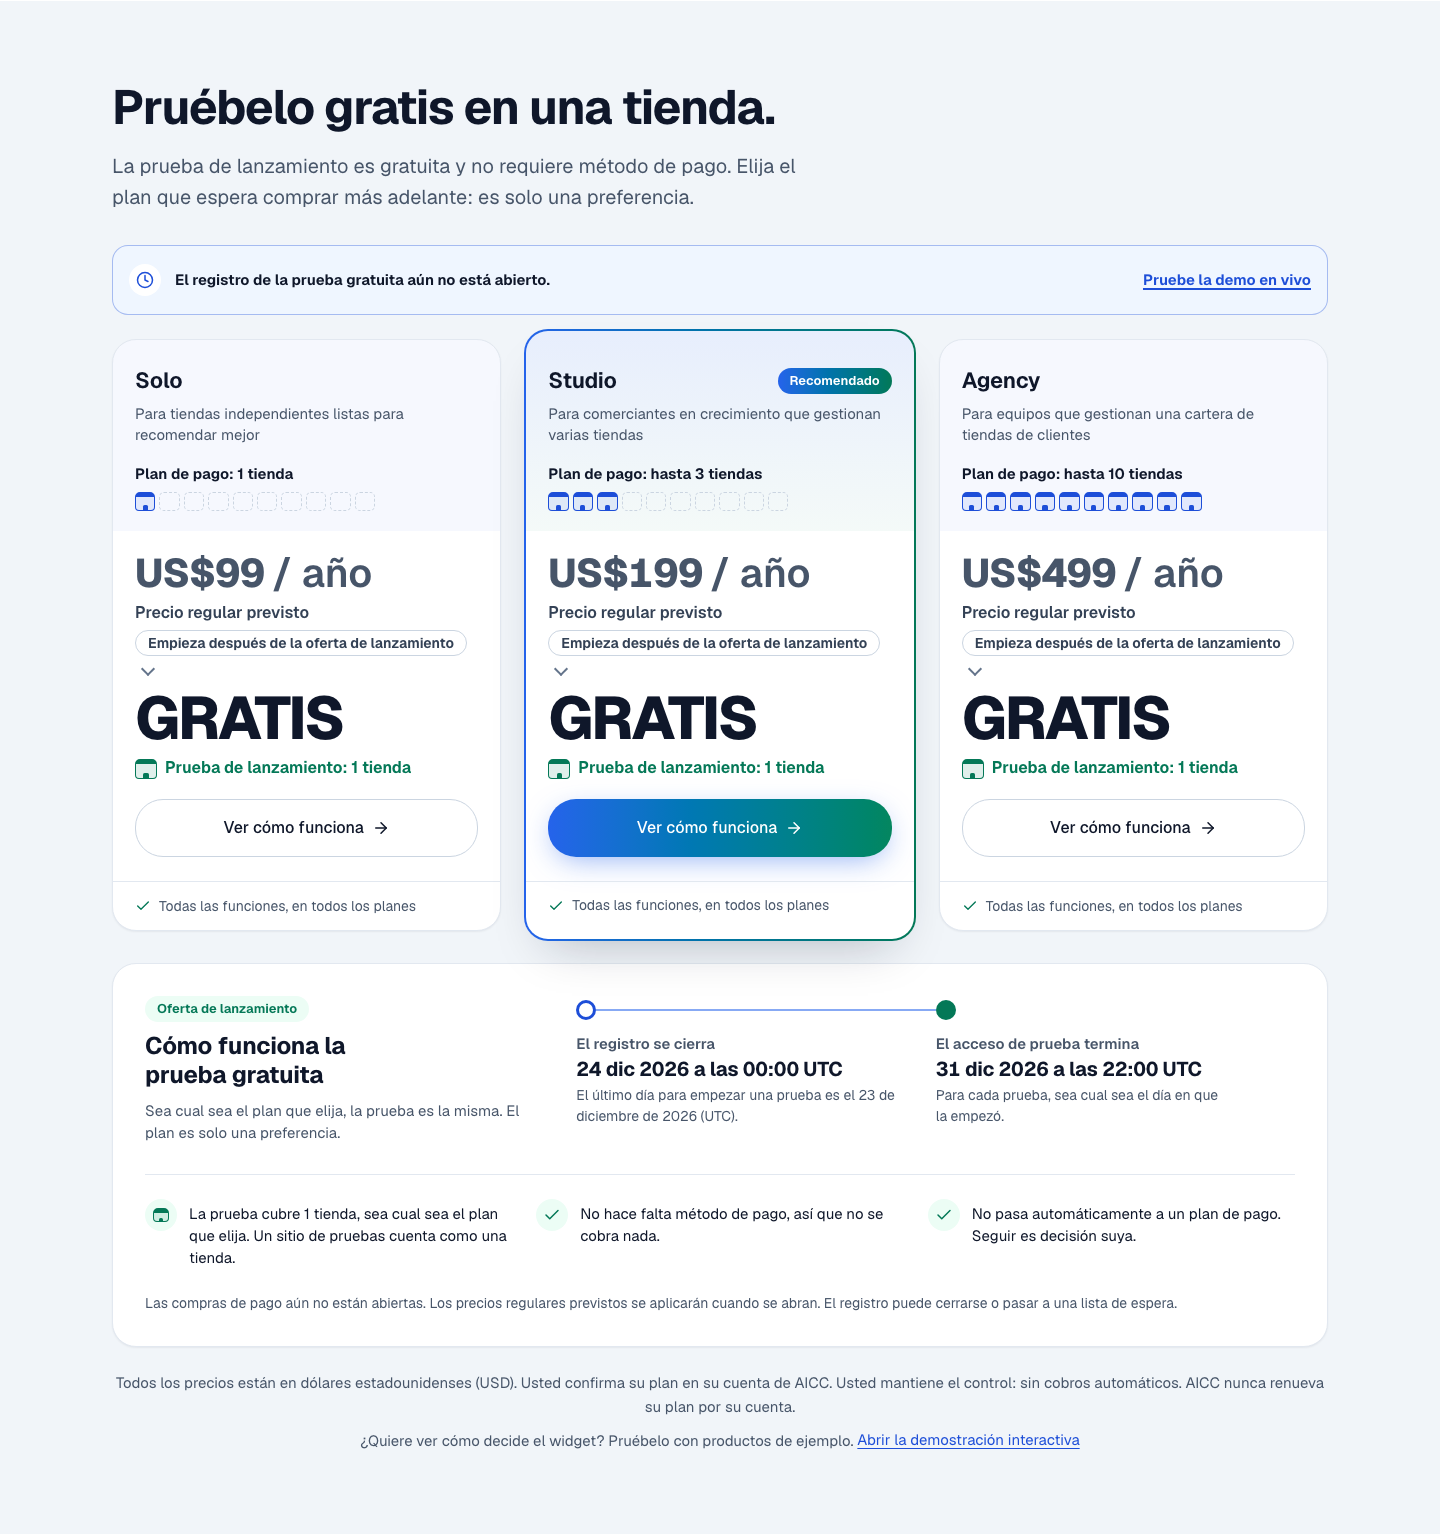 Pruébelo gratis en una tienda.
La prueba de lanzamiento es gratuita y no requiere método de pago. Elija el
plan que espera comprar más adelante: es solo una preferencia.
El registro de la prueba gratuita aún no está abierto.
Pruebe la demo en vivo
Solo
Para tiendas independientes listas para
recomendar mejor
Plan de pago: 1 tienda
US$99 / año
Precio regular previsto
Empieza después de la oferta de lanzamiento
GRATIS
Prueba de lanzamiento: 1 tienda
Ver cómo funciona →
Todas las funciones, en todos los planes
Studio
Recomendado
Para comerciantes en crecimiento que gestionan
varias tiendas
Plan de pago: hasta 3 tiendas
US$199 / año
Precio regular previsto
Empieza después de la oferta de lanzamiento
GRATIS
Prueba de lanzamiento: 1 tienda
Ver cómo funciona →
Todas las funciones, en todos los planes
Agency
Para equipos que gestionan una cartera de
tiendas de clientes
Plan de pago: hasta 10 tiendas
US$499 / año
Precio regular previsto
Empieza después de la oferta de lanzamiento
GRATIS
Prueba de lanzamiento: 1 tienda
Ver cómo funciona →
Todas las funciones, en todos los planes
Oferta de lanzamiento
Cómo funciona la
prueba gratuita
Sea cual sea el plan que elija, la prueba es la misma. El
plan es solo una preferencia.
El registro se cierra
24 dic 2026 a las 00:00 UTC
El último día para empezar una prueba es el 23 de
diciembre de 2026 (UTC).
El acceso de prueba termina
31 dic 2026 a las 22:00 UTC
Para cada prueba, sea cual sea el día en que
la empezó.
La prueba cubre 1 tienda, sea cual sea el plan
que elija. Un sitio de pruebas cuenta como una
tienda.
No hace falta método de pago, así que no se
cobra nada.
No pasa automáticamente a un plan de pago.
Seguir es decisión suya.
Las compras de pago aún no están abiertas. Los precios regulares previstos se aplicarán cuando se abran. El registro puede cerrarse o pasar a una lista de espera.
Todos los precios están en dólares estadounidenses (USD). Usted confirma su plan en su cuenta de AICC. Usted mantiene el control: sin cobros automáticos. AICC nunca renueva
su plan por su cuenta.
¿Quiere ver cómo decide el widget? Pruébelo con productos de ejemplo. Abrir la demostración interactiva